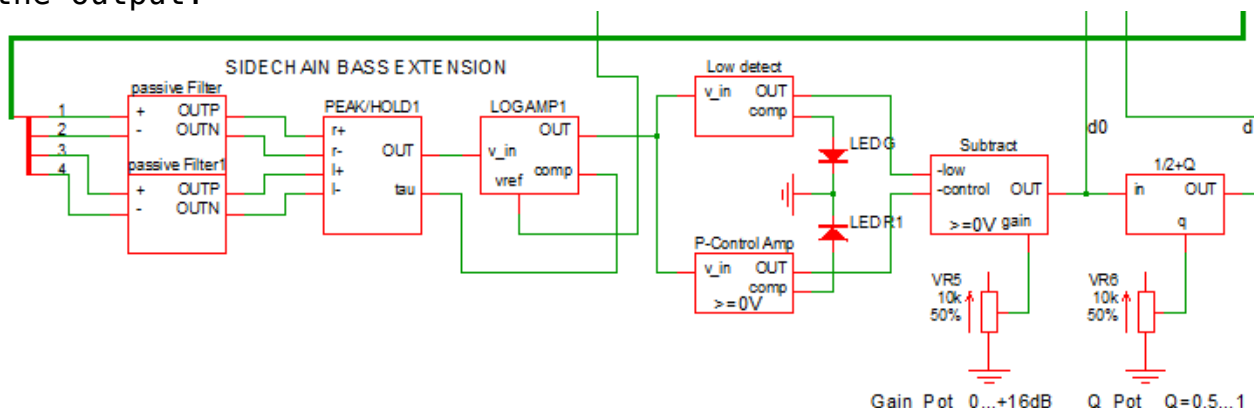 the output.
SIDECHAIN BASS EXTENSION
passive Filter
+ OUTP
- OUTN
passive Filter1
+ OUTP
- OUTN
1
2
3
4
PEAK/HOLD1
r+
r-
l+
l-
OUT
tau
LOGAMP1
OUT
v_in
comp
vref
Low detect
v_in OUT
comp
LEDG
LEDR1
P-Control Amp
v_in OUT
comp
>=0V
Subtract
-low
-control OUT
>=0V gain
d0
d
1/2+Q
in OUT
q
VR5
10k
50%
VR6
10k
50%
Gain Pot 0...+16dB
Q Pot Q=0.5...1